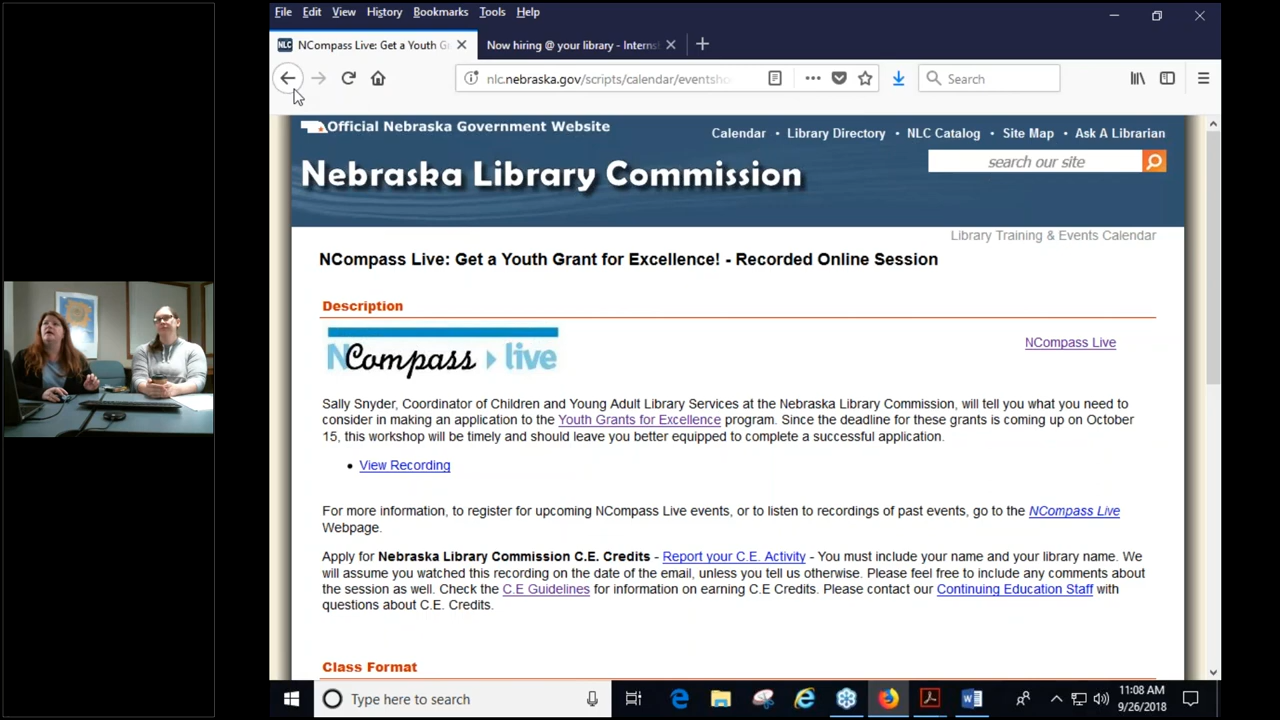 File Edit View History Bookmarks Tools Help
NLC NCompass Live: Get a Youth Gr
Now hiring @ your library - Interns
nlc.nebraska.gov/scripts/calendar/eventsho
Search
Official Nebraska Government Website
Calendar • Library Directory • NLC Catalog • Site Map • Ask A Librarian
Nebraska Library Commission
search our site
Library Training & Events Calendar
NCompass Live: Get a Youth Grant for Excellence! - Recorded Online Session
Description
NCompass live
NCompass Live
Sally Snyder, Coordinator of Children and Young Adult Library Services at the Nebraska Library Commission, will tell you what you need to
consider in making an application to the Youth Grants for Excellence program. Since the deadline for these grants is coming up on October
15, this workshop will be timely and should leave you better equipped to complete a successful application.
• View Recording
For more information, to register for upcoming NCompass Live events, or to listen to recordings of past events, go to the NCompass Live
Webpage.
Apply for Nebraska Library Commission C.E. Credits - Report your C.E. Activity - You must include your name and your library name. We
will assume you watched this recording on the date of the email, unless you tell us otherwise. Please feel free to include any comments about
the session as well. Check the C.E Guidelines for information on earning C.E Credits. Please contact our Continuing Education Staff with
questions about C.E. Credits.
Class Format
Type here to search
11:08 AM
9/26/2018